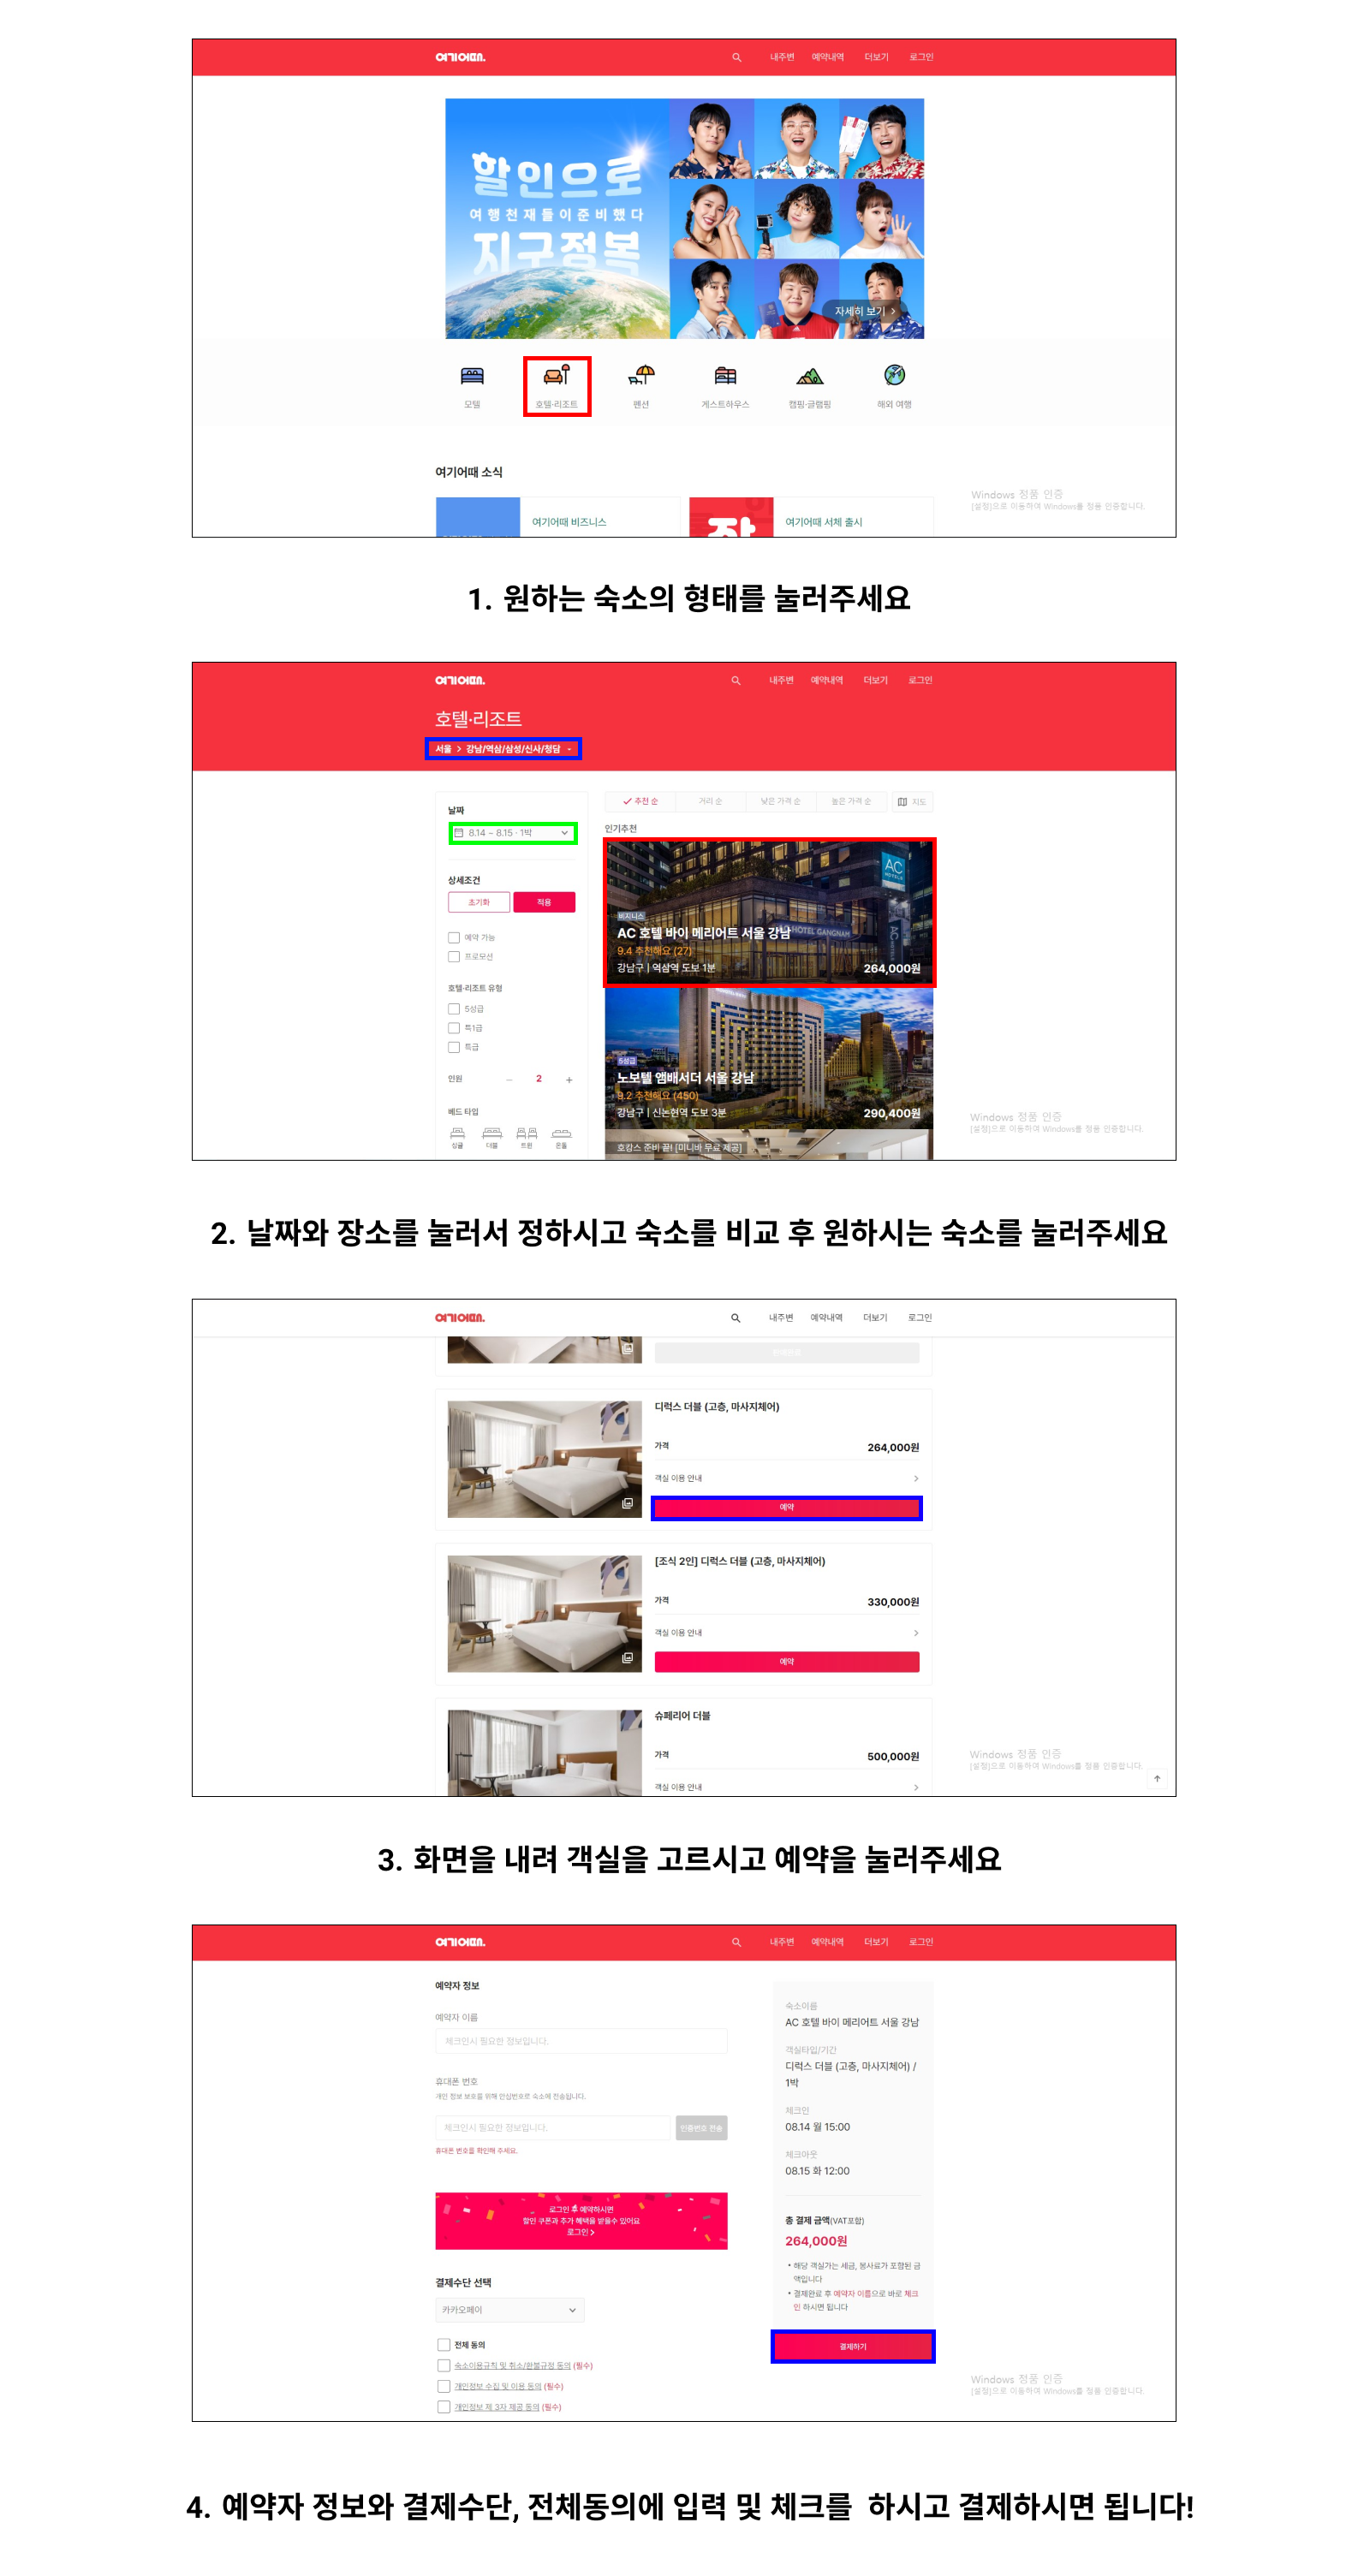 여기어때.
내주변 예약내역 더보기 로그인
할인으로
여행천재들이준비했다
지구정복
자세히 보기 >
모텔 호텔·리조트 펜션 게스트하우스 캠핑·글램핑 해외 여행
여기어때 소식
여기어때 비즈니스 여기어때 서체 출시
잘
Windows 정품 인증
[설정]으로 이동하여 Windows를 정품 인증합니다.
1. 원하는 숙소의 형태를 눌러주세요
여기어때.
내주변 예약내역 더보기 로그인
호텔·리조트
서울 > 강남/역삼/삼성/신사/청담
날짜
8.14 ~ 8.15 · 1박
상세조건
초기화 적용
예약 가능
프로모션
호텔·리조트 유형
5성급
특1급
특급
인원 − 2 +
베드 타입
싱글 더블 트윈 온돌
추천 순 거리 순 낮은 가격 순 높은 가격 순 지도
인기추천
AC HOTELS
AC HOTEL GANGNAM
비지니스
AC 호텔 바이 메리어트 서울 강남
9.4 추천해요 (27)
강남구 | 역삼역 도보 1분 264,000원
5성급
노보텔 앰배서더 서울 강남
9.2 추천해요 (450)
강남구 | 신논현역 도보 3분 290,400원
호캉스 준비 끝! [미니바 무료 제공]
Windows 정품 인증
[설정]으로 이동하여 Windows를 정품 인증합니다.
2. 날짜와 장소를 눌러서 정하시고 숙소를 비교 후 원하시는 숙소를 눌러주세요
여기어때.
내주변 예약내역 더보기 로그인
디럭스 더블 (고층, 마사지체어)
가격 264,000원
객실 이용 안내 >
예약
[조식 2인] 디럭스 더블 (고층, 마사지체어)
가격 330,000원
객실 이용 안내 >
예약
슈페리어 더블
가격 500,000원
객실 이용 안내 >
Windows 정품 인증
[설정]으로 이동하여 Windows를 정품 인증합니다.
3. 화면을 내려 객실을 고르시고 예약을 눌러주세요
여기어때.
내주변 예약내역 더보기 로그인
예약자 정보
예약자 이름
체크인시 필요한 정보입니다.
휴대폰 번호
개인 정보 보호를 위해 안심번호로 숙소에 전송됩니다.
체크인시 필요한 정보입니다. 인증번호 전송
휴대폰 번호를 확인해 주세요.
로그인 후 예약하시면
할인 쿠폰과 추가 혜택을 받을수 있어요
로그인 >
결제수단 선택
카카오페이
전체 동의
숙소이용규칙 및 취소/환불규정 동의 (필수)
개인정보 수집 및 이용 동의 (필수)
개인정보 제 3자 제공 동의 (필수)
숙소이름
AC 호텔 바이 메리어트 서울 강남
객실타입/기간
디럭스 더블 (고층, 마사지체어) /
1박
체크인
08.14 월 15:00
체크아웃
08.15 화 12:00
총 결제 금액(VAT포함)
264,000원
• 해당 객실가는 세금, 봉사료가 포함된 금
액입니다
• 결제완료 후 예약자 이름으로 바로 체크
인 하시면 됩니다
결제하기
Windows 정품 인증
[설정]으로 이동하여 Windows를 정품 인증합니다.
4. 예약자 정보와 결제수단, 전체동의에 입력 및 체크를 하시고 결제하시면 됩니다!